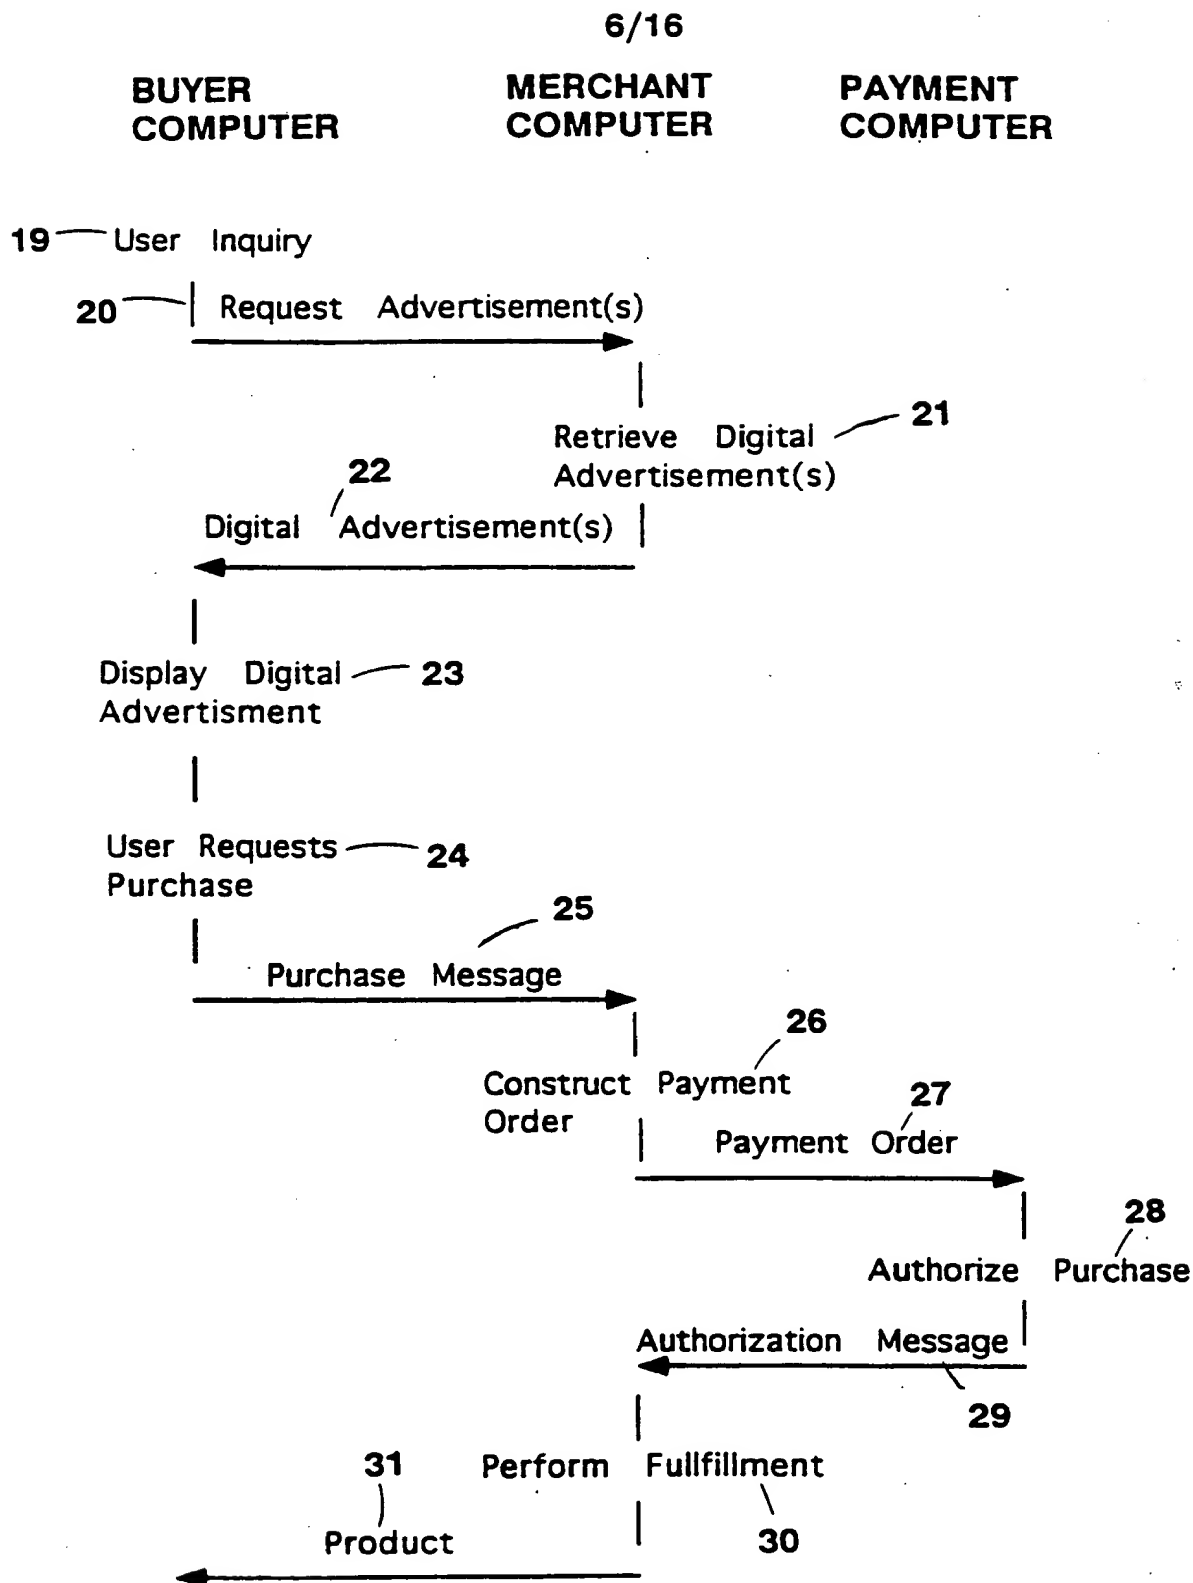 6/16
BUYER
COMPUTER
MERCHANT
COMPUTER
PAYMENT
COMPUTER
19 User Inquiry
20 Request Advertisement(s)
21
Retrieve Digital
Advertisement(s)
22
Digital Advertisement(s)
Display Digital 23
Advertisment
User Requests 24
Purchase
25
Purchase Message
26
Construct Payment
Order
27
Payment Order
28
Authorize Purchase
Authorization Message
29
31 Perform Fullfillment
30
Product